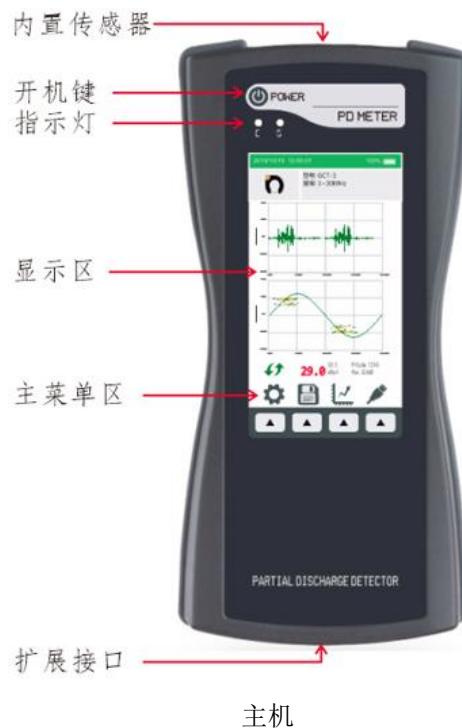 内置传感器
开机键
POWER
PD METER
指示灯
100%
显示区
29.0
主菜单区
PARTIAL DISCHARGE DETECTOR
扩展接口
主机